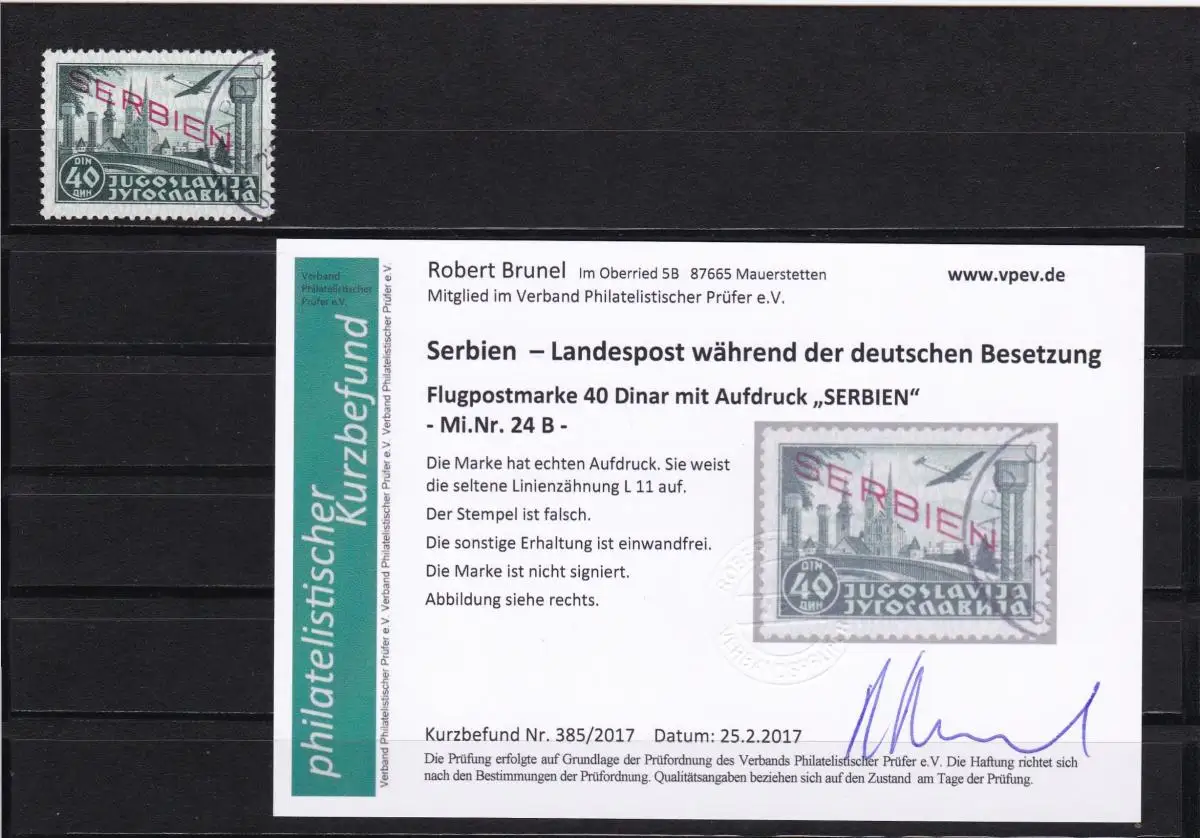 SERBIEN
DIN
40
ДИН
JUGOSLAVIJA
ЈУГОСЛАВИЈА
Verband
Philatelistischer
Prüfer e.V.
philatelistischer
Kurzbefund
Verband Philatelistischer Prüfer e.V. Verband Philatelistischer Prüfer e.V. Verband Philatelistischer Prüfer e.V. Verband Philatelistischer Prüfer e.V.
Robert Brunel Im Oberried 5B 87665 Mauerstetten
www.vpev.de
Mitglied im Verband Philatelistischer Prüfer e.V.
Serbien – Landespost während der deutschen Besetzung
Flugpostmarke 40 Dinar mit Aufdruck „SERBIEN“
- Mi.Nr. 24 B -
Die Marke hat echten Aufdruck. Sie weist
die seltene Linienzähnung L 11 auf.
Der Stempel ist falsch.
Die sonstige Erhaltung ist einwandfrei.
Die Marke ist nicht signiert.
Abbildung siehe rechts.
SERBIEN
DIN
40
ДИН
JUGOSLAVIJA
ЈУГОСЛАВИЈА
Kurzbefund Nr. 385/2017 Datum: 25.2.2017
Die Prüfung erfolgte auf Grundlage der Prüfordnung des Verbands Philatelistischer Prüfer e.V. Die Haftung richtet sich
nach den Bestimmungen der Prüfordnung. Qualitätsangaben beziehen sich auf den Zustand am Tage der Prüfung.